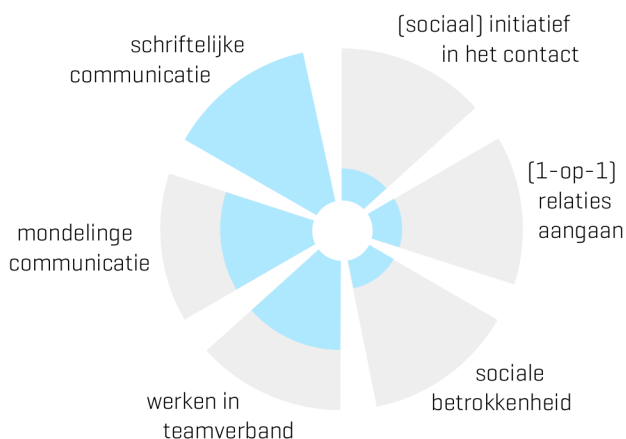 (sociaal) initiatief
in het contact
(1-op-1)
relaties
aangaan
sociale
betrokkenheid
werken in
teamverband
mondelinge
communicatie
schriftelijke
communicatie